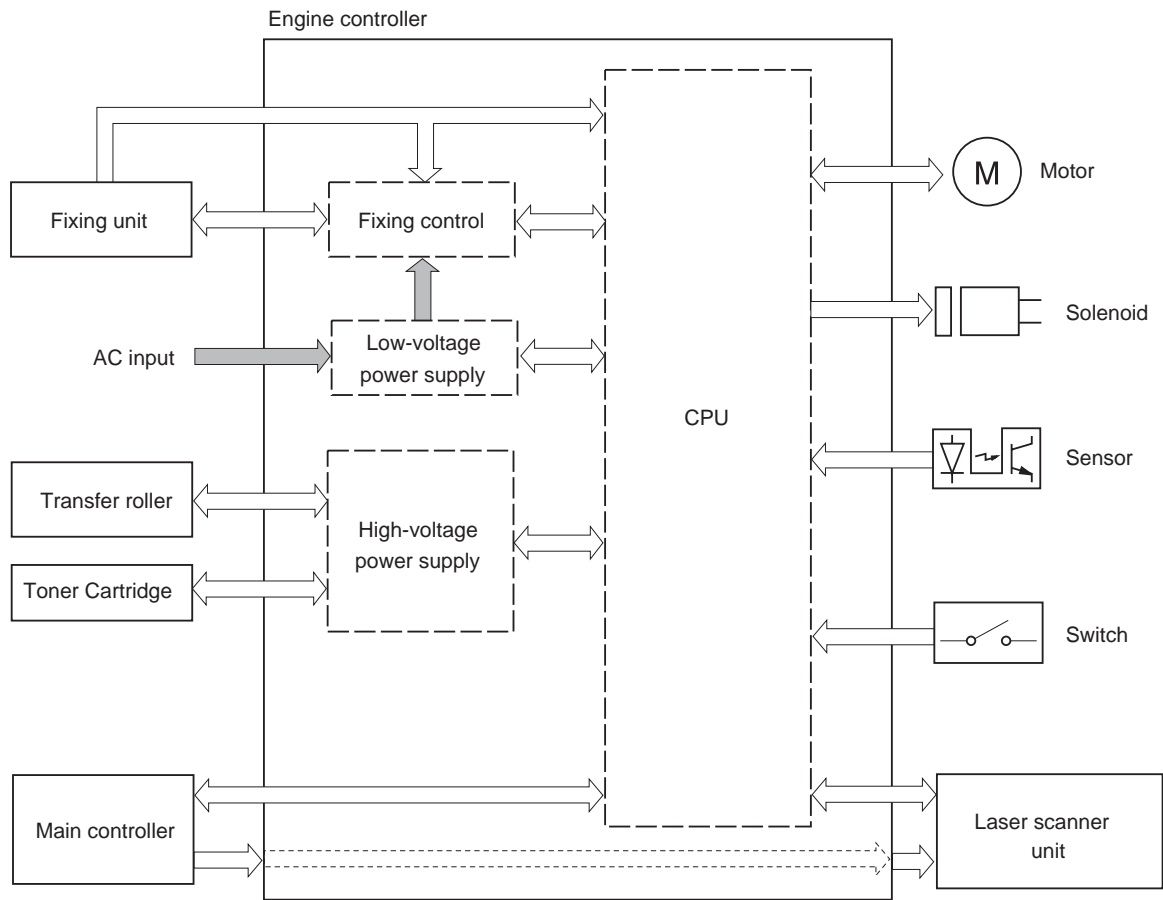 Engine controller
Fixing unit
Fixing control
M
Motor
Solenoid
AC input
Low-voltage
power supply
CPU
Sensor
Transfer roller
High-voltage
power supply
Toner Cartridge
Switch
Main controller
Laser scanner
unit